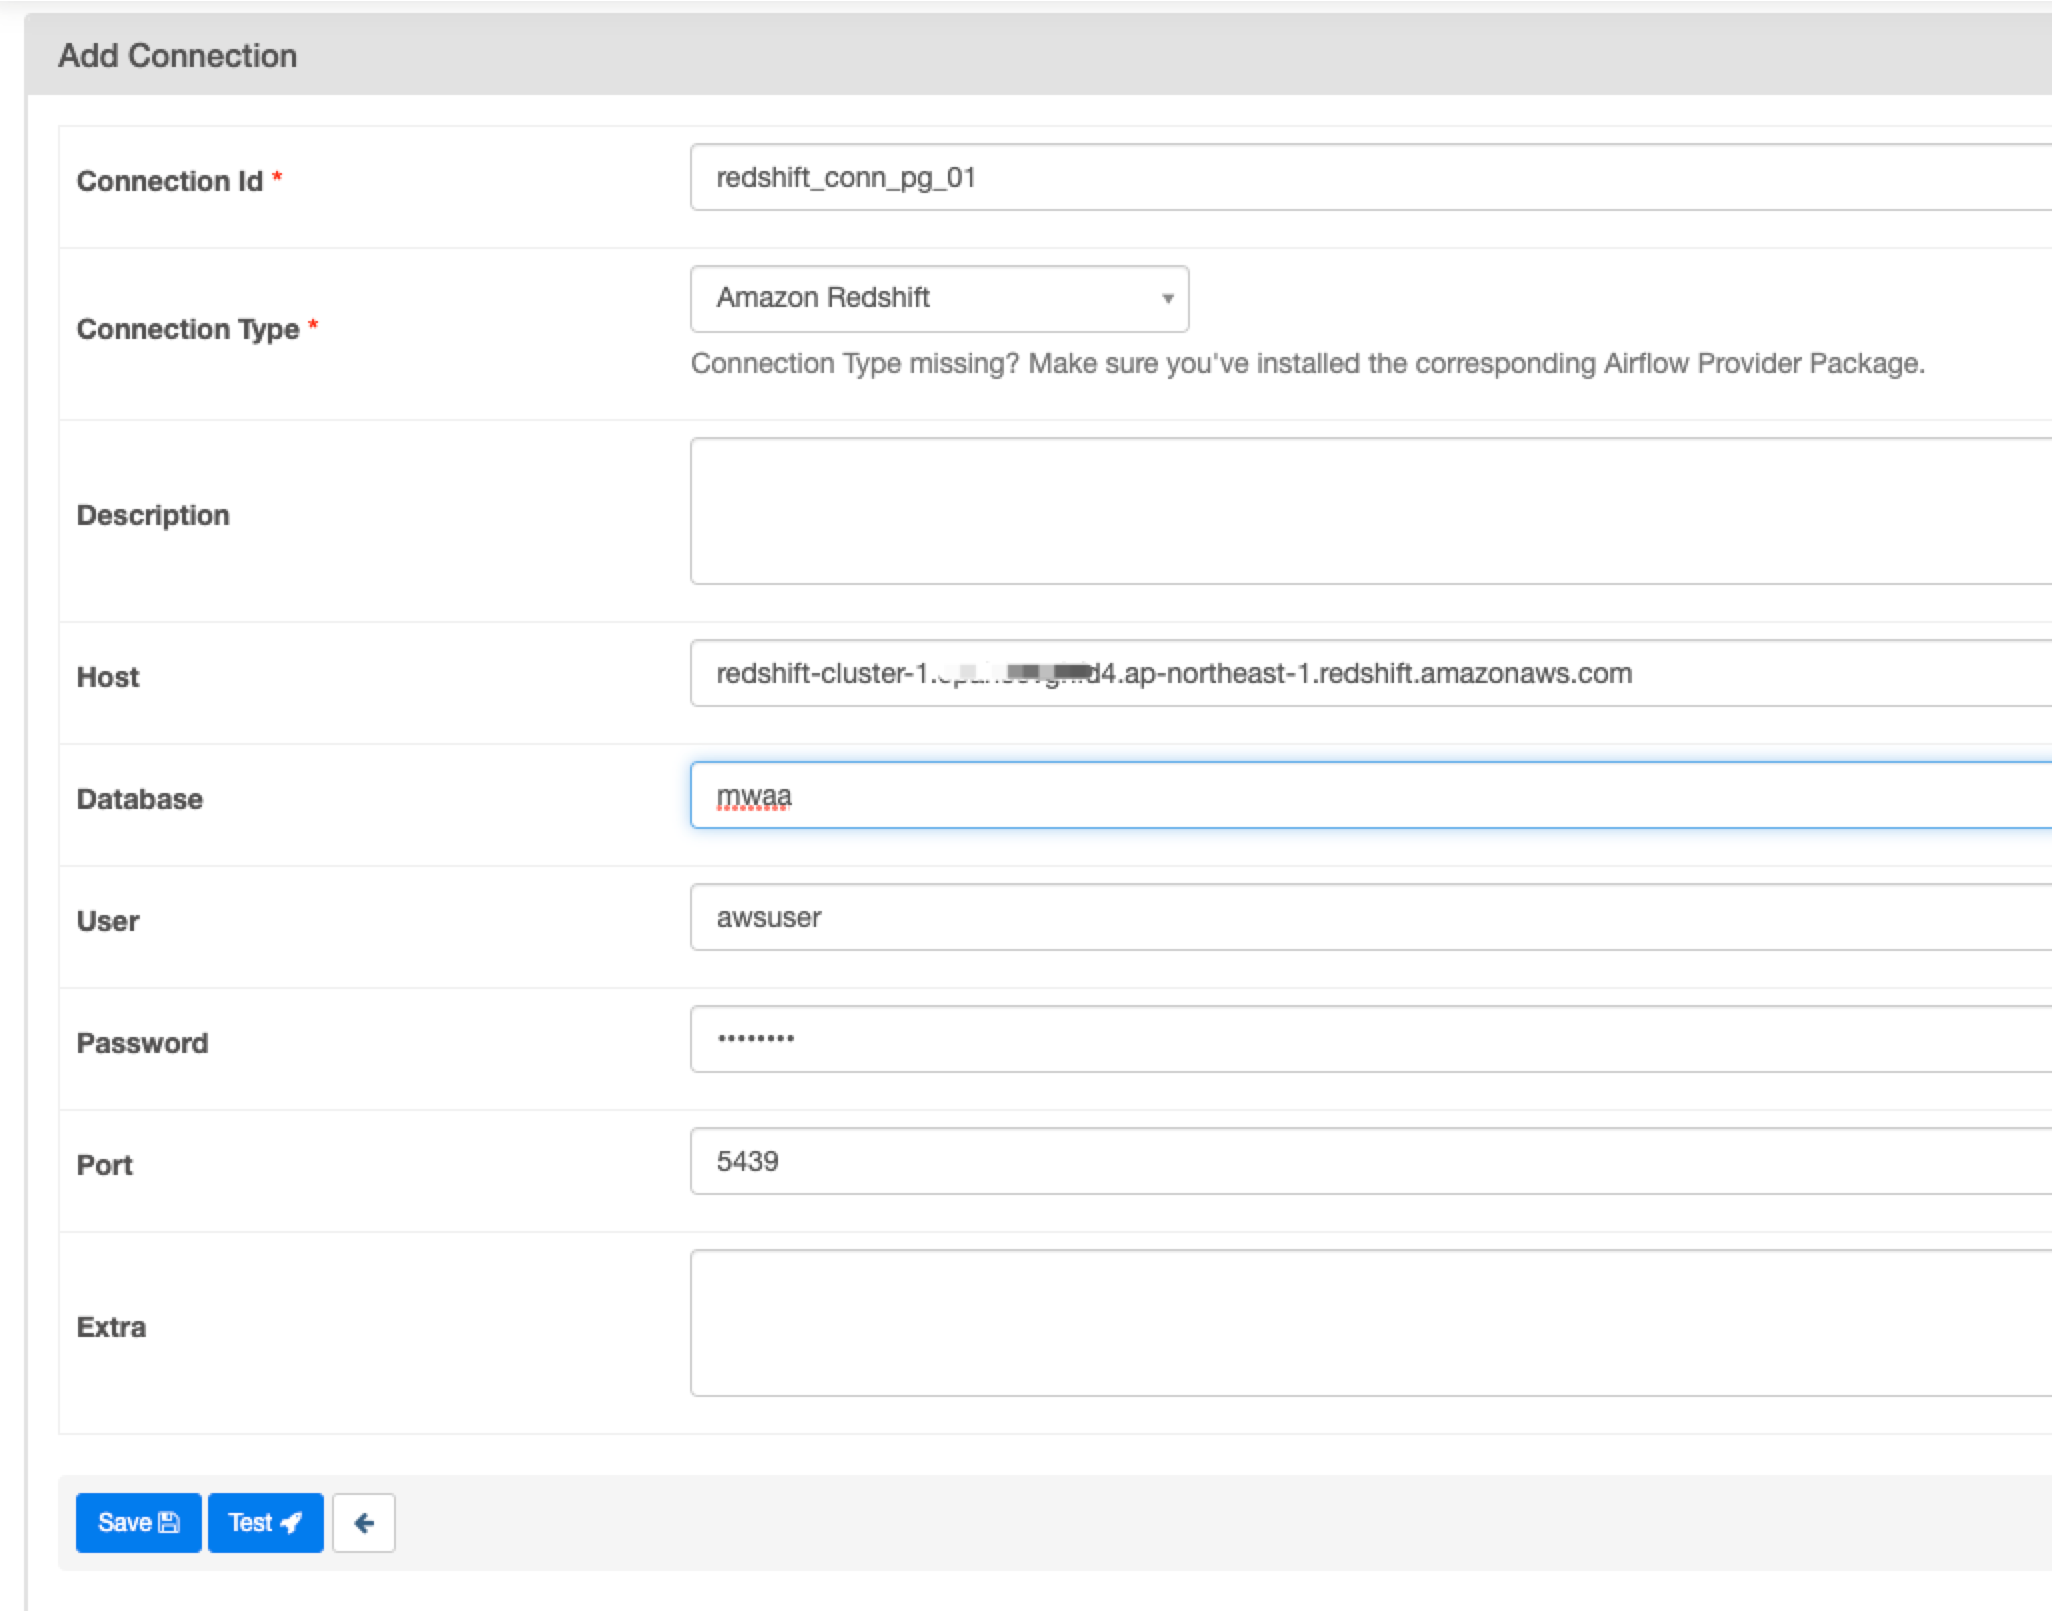 Add Connection
Connection Id *
redshift_conn_pg_01
Connection Type *
Amazon Redshift
Connection Type missing? Make sure you've installed the corresponding Airflow Provider Package.
Description
Host
redshift-cluster-1. d4.ap-northeast-1.redshift.amazonaws.com
Database
mwaa
User
awsuser
Password
••••••••
Port
5439
Extra
Save
Test